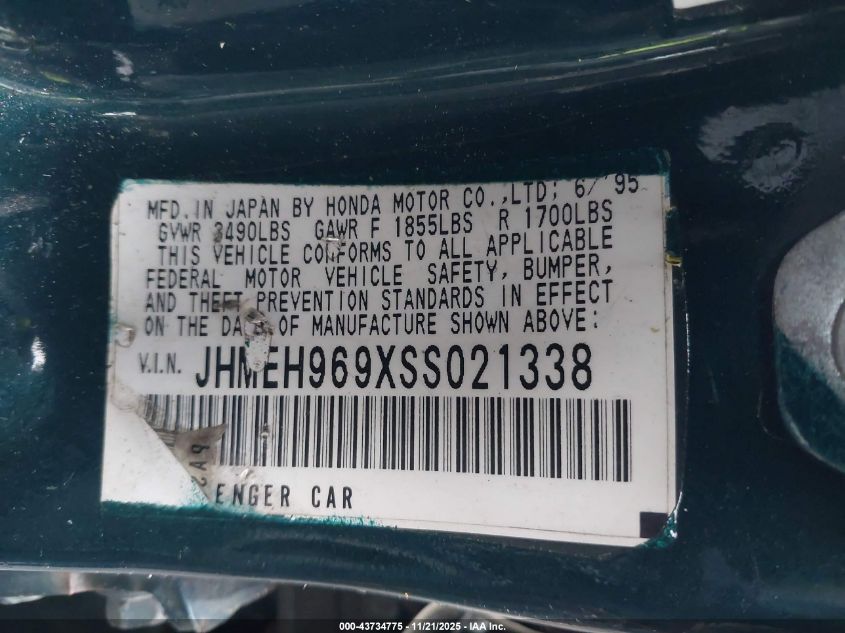 MFD.IN JAPAN BY HONDA MOTOR CO.,LTD; 6/'95
GVWR 3490LBS GAWR F 1855LBS R 1700LBS
THIS VEHICLE CONFORMS TO ALL APPLICABLE
FEDERAL MOTOR VEHICLE SAFETY, BUMPER,
AND THEFT PREVENTION STANDARDS IN EFFECT
ON THE DATE OF MANUFACTURE SHOWN ABOVE:
V.I.N. JHMEH969XSS021338
PAS
ENGER CAR
000-43734775 - 11/21/2025 - IAA Inc.